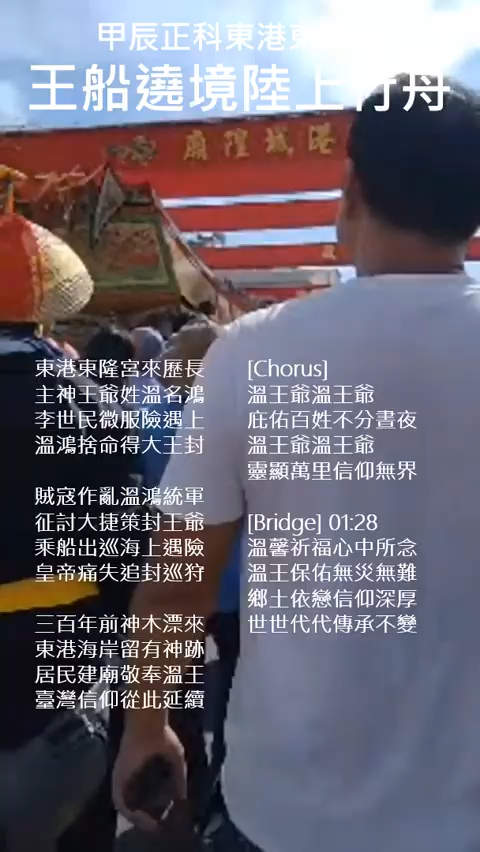 甲辰正科東港東
王船遶境陸上行舟
港城隍廟
東港東隆宮來歷長
主神王爺姓溫名鴻
李世民微服險遇上
溫鴻捨命得大王封
賊寇作亂溫鴻統軍
征討大捷策封王爺
乘船出巡海上遇險
皇帝痛失追封巡狩
三百年前神木漂來
東港海岸留有神跡
居民建廟敬奉溫王
臺灣信仰從此延續
[Chorus]
溫王爺溫王爺
庇佑百姓不分晝夜
溫王爺溫王爺
靈顯萬里信仰無界
[Bridge] 01:28
溫馨祈福心中所念
溫王保佑無災無難
鄉土依戀信仰深厚
世世代代傳承不變